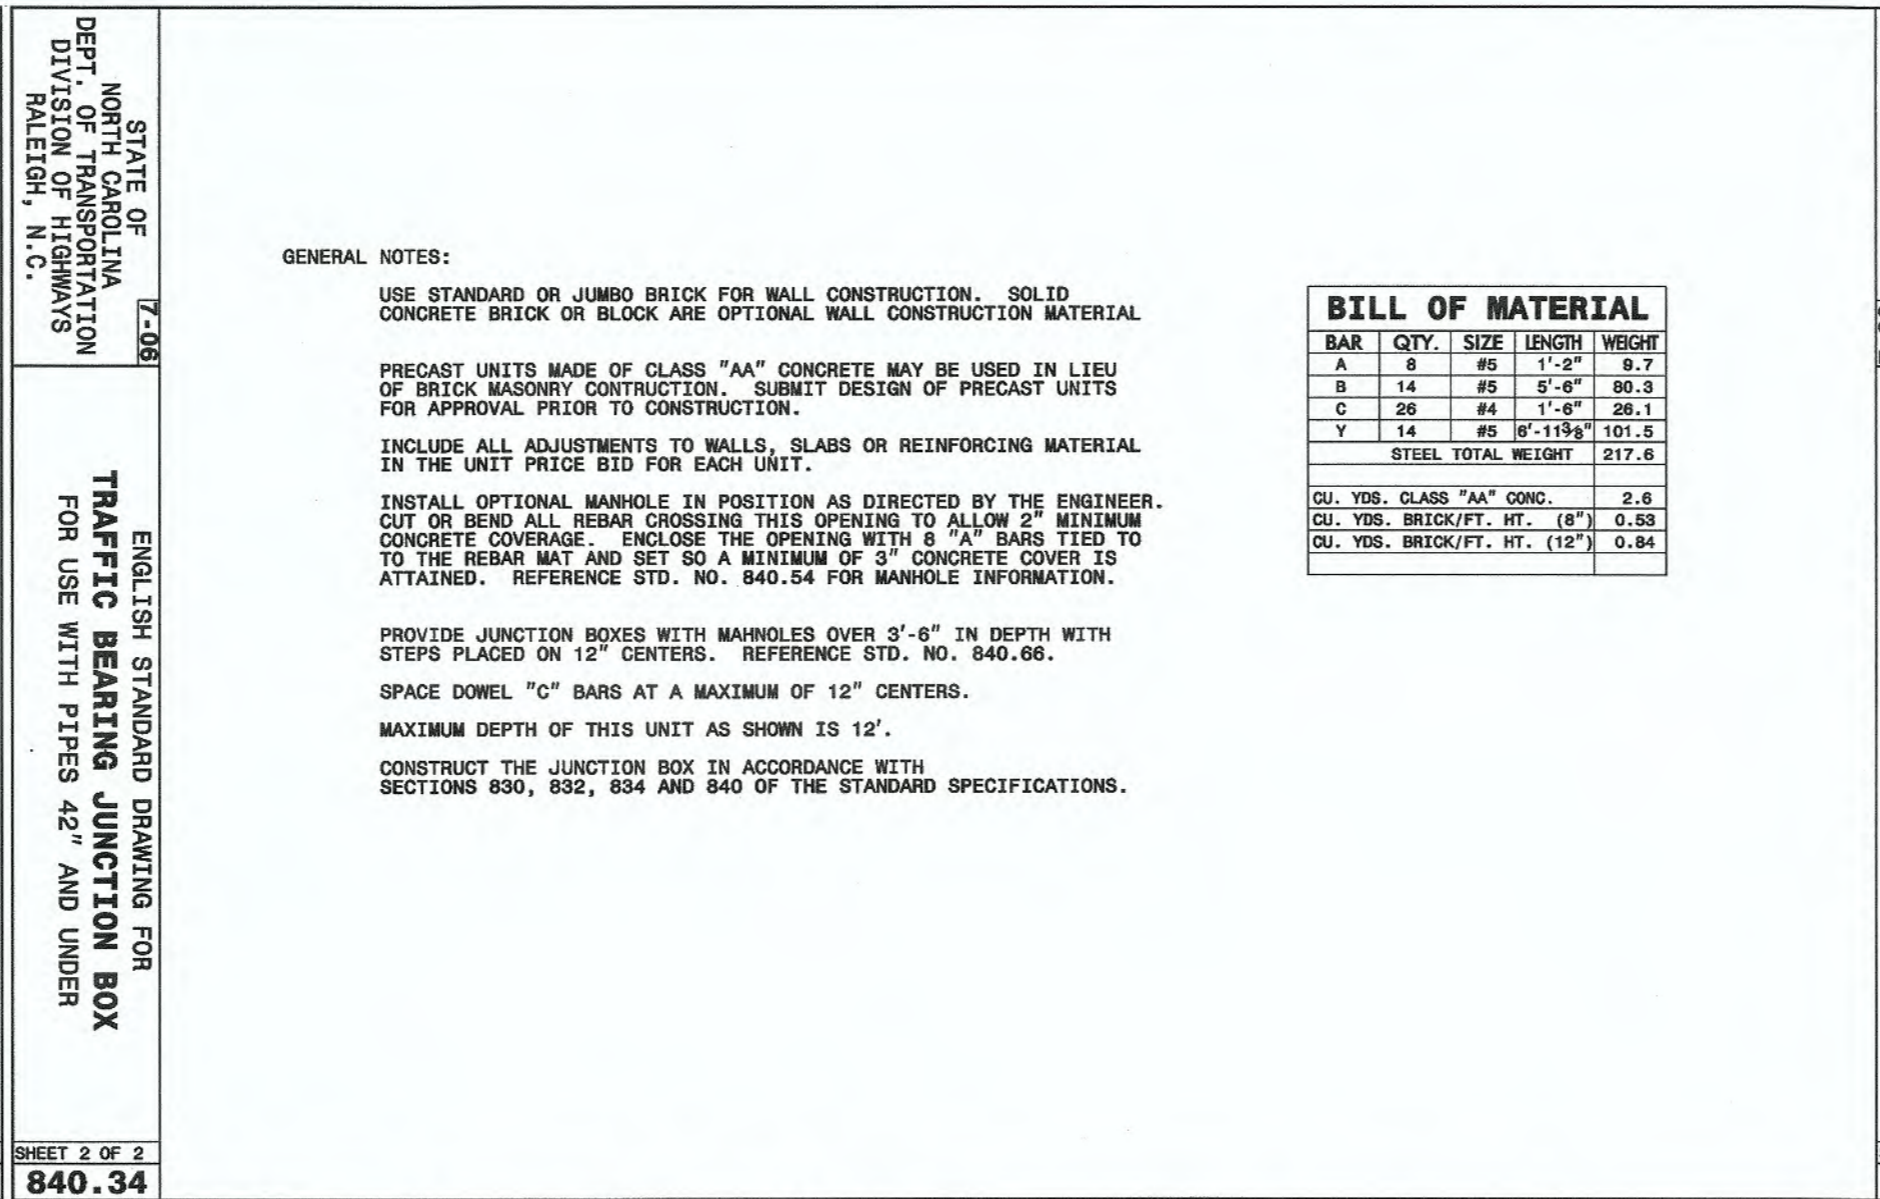 STATE OF
NORTH CAROLINA
DEPT. OF TRANSPORTATION
DIVISION OF HIGHWAYS
RALEIGH, N.C.
7-06
ENGLISH STANDARD DRAWING FOR
TRAFFIC BEARING JUNCTION BOX
FOR USE WITH PIPES 42" AND UNDER
SHEET 2 OF 2
840.34
GENERAL NOTES:
USE STANDARD OR JUMBO BRICK FOR WALL CONSTRUCTION. SOLID
CONCRETE BRICK OR BLOCK ARE OPTIONAL WALL CONSTRUCTION MATERIAL
PRECAST UNITS MADE OF CLASS "AA" CONCRETE MAY BE USED IN LIEU
OF BRICK MASONRY CONTRUCTION. SUBMIT DESIGN OF PRECAST UNITS
FOR APPROVAL PRIOR TO CONSTRUCTION.
INCLUDE ALL ADJUSTMENTS TO WALLS, SLABS OR REINFORCING MATERIAL
IN THE UNIT PRICE BID FOR EACH UNIT.
INSTALL OPTIONAL MANHOLE IN POSITION AS DIRECTED BY THE ENGINEER.
CUT OR BEND ALL REBAR CROSSING THIS OPENING TO ALLOW 2" MINIMUM
CONCRETE COVERAGE. ENCLOSE THE OPENING WITH 8 "A" BARS TIED TO
TO THE REBAR MAT AND SET SO A MINIMUM OF 3" CONCRETE COVER IS
ATTAINED. REFERENCE STD. NO. 840.54 FOR MANHOLE INFORMATION.
PROVIDE JUNCTION BOXES WITH MAHNOLES OVER 3'-6" IN DEPTH WITH
STEPS PLACED ON 12" CENTERS. REFERENCE STD. NO. 840.66.
SPACE DOWEL "C" BARS AT A MAXIMUM OF 12" CENTERS.
MAXIMUM DEPTH OF THIS UNIT AS SHOWN IS 12'.
CONSTRUCT THE JUNCTION BOX IN ACCORDANCE WITH
SECTIONS 830, 832, 834 AND 840 OF THE STANDARD SPECIFICATIONS.
BILL OF MATERIAL
BAR QTY. SIZE LENGTH WEIGHT
A 8 #5 1'-2" 9.7
B 14 #5 5'-6" 80.3
C 26 #4 1'-6" 26.1
Y 14 #5 6'-11⅜" 101.5
STEEL TOTAL WEIGHT 217.6
CU. YDS. CLASS "AA" CONC. 2.6
CU. YDS. BRICK/FT. HT. (8") 0.53
CU. YDS. BRICK/FT. HT. (12") 0.84